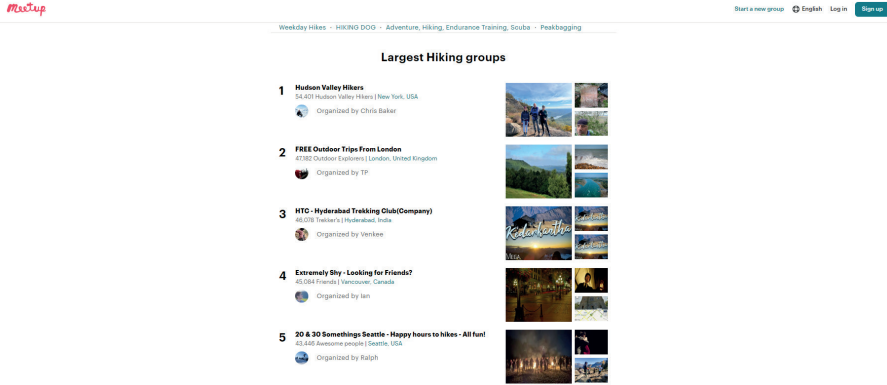 Meetup
Start a new group English Log in Sign up
Weekday Hikes - HIKING DOG - Adventure, Hiking, Endurance Training, Scuba - Peakbagging
Largest Hiking groups
1 Hudson Valley Hikers
54,401 Hudson Valley Hikers | New York, USA
Organized by Chris Baker
2 FREE Outdoor Trips From London
47,182 Outdoor Explorers | London, United Kingdom
Organized by TP
3 HTC - Hyderabad Trekking Club(Company)
46,078 Trekker's | Hyderabad, India
Organized by Venkee
Kedarkantha
4 Extremely Shy - Looking for Friends?
45,064 Friends | Vancouver, Canada
Organized by Ian
5 20 & 30 Somethings Seattle - Happy hours to hikes - All fun!
43,446 Awesome people | Seattle, USA
Organized by Ralph